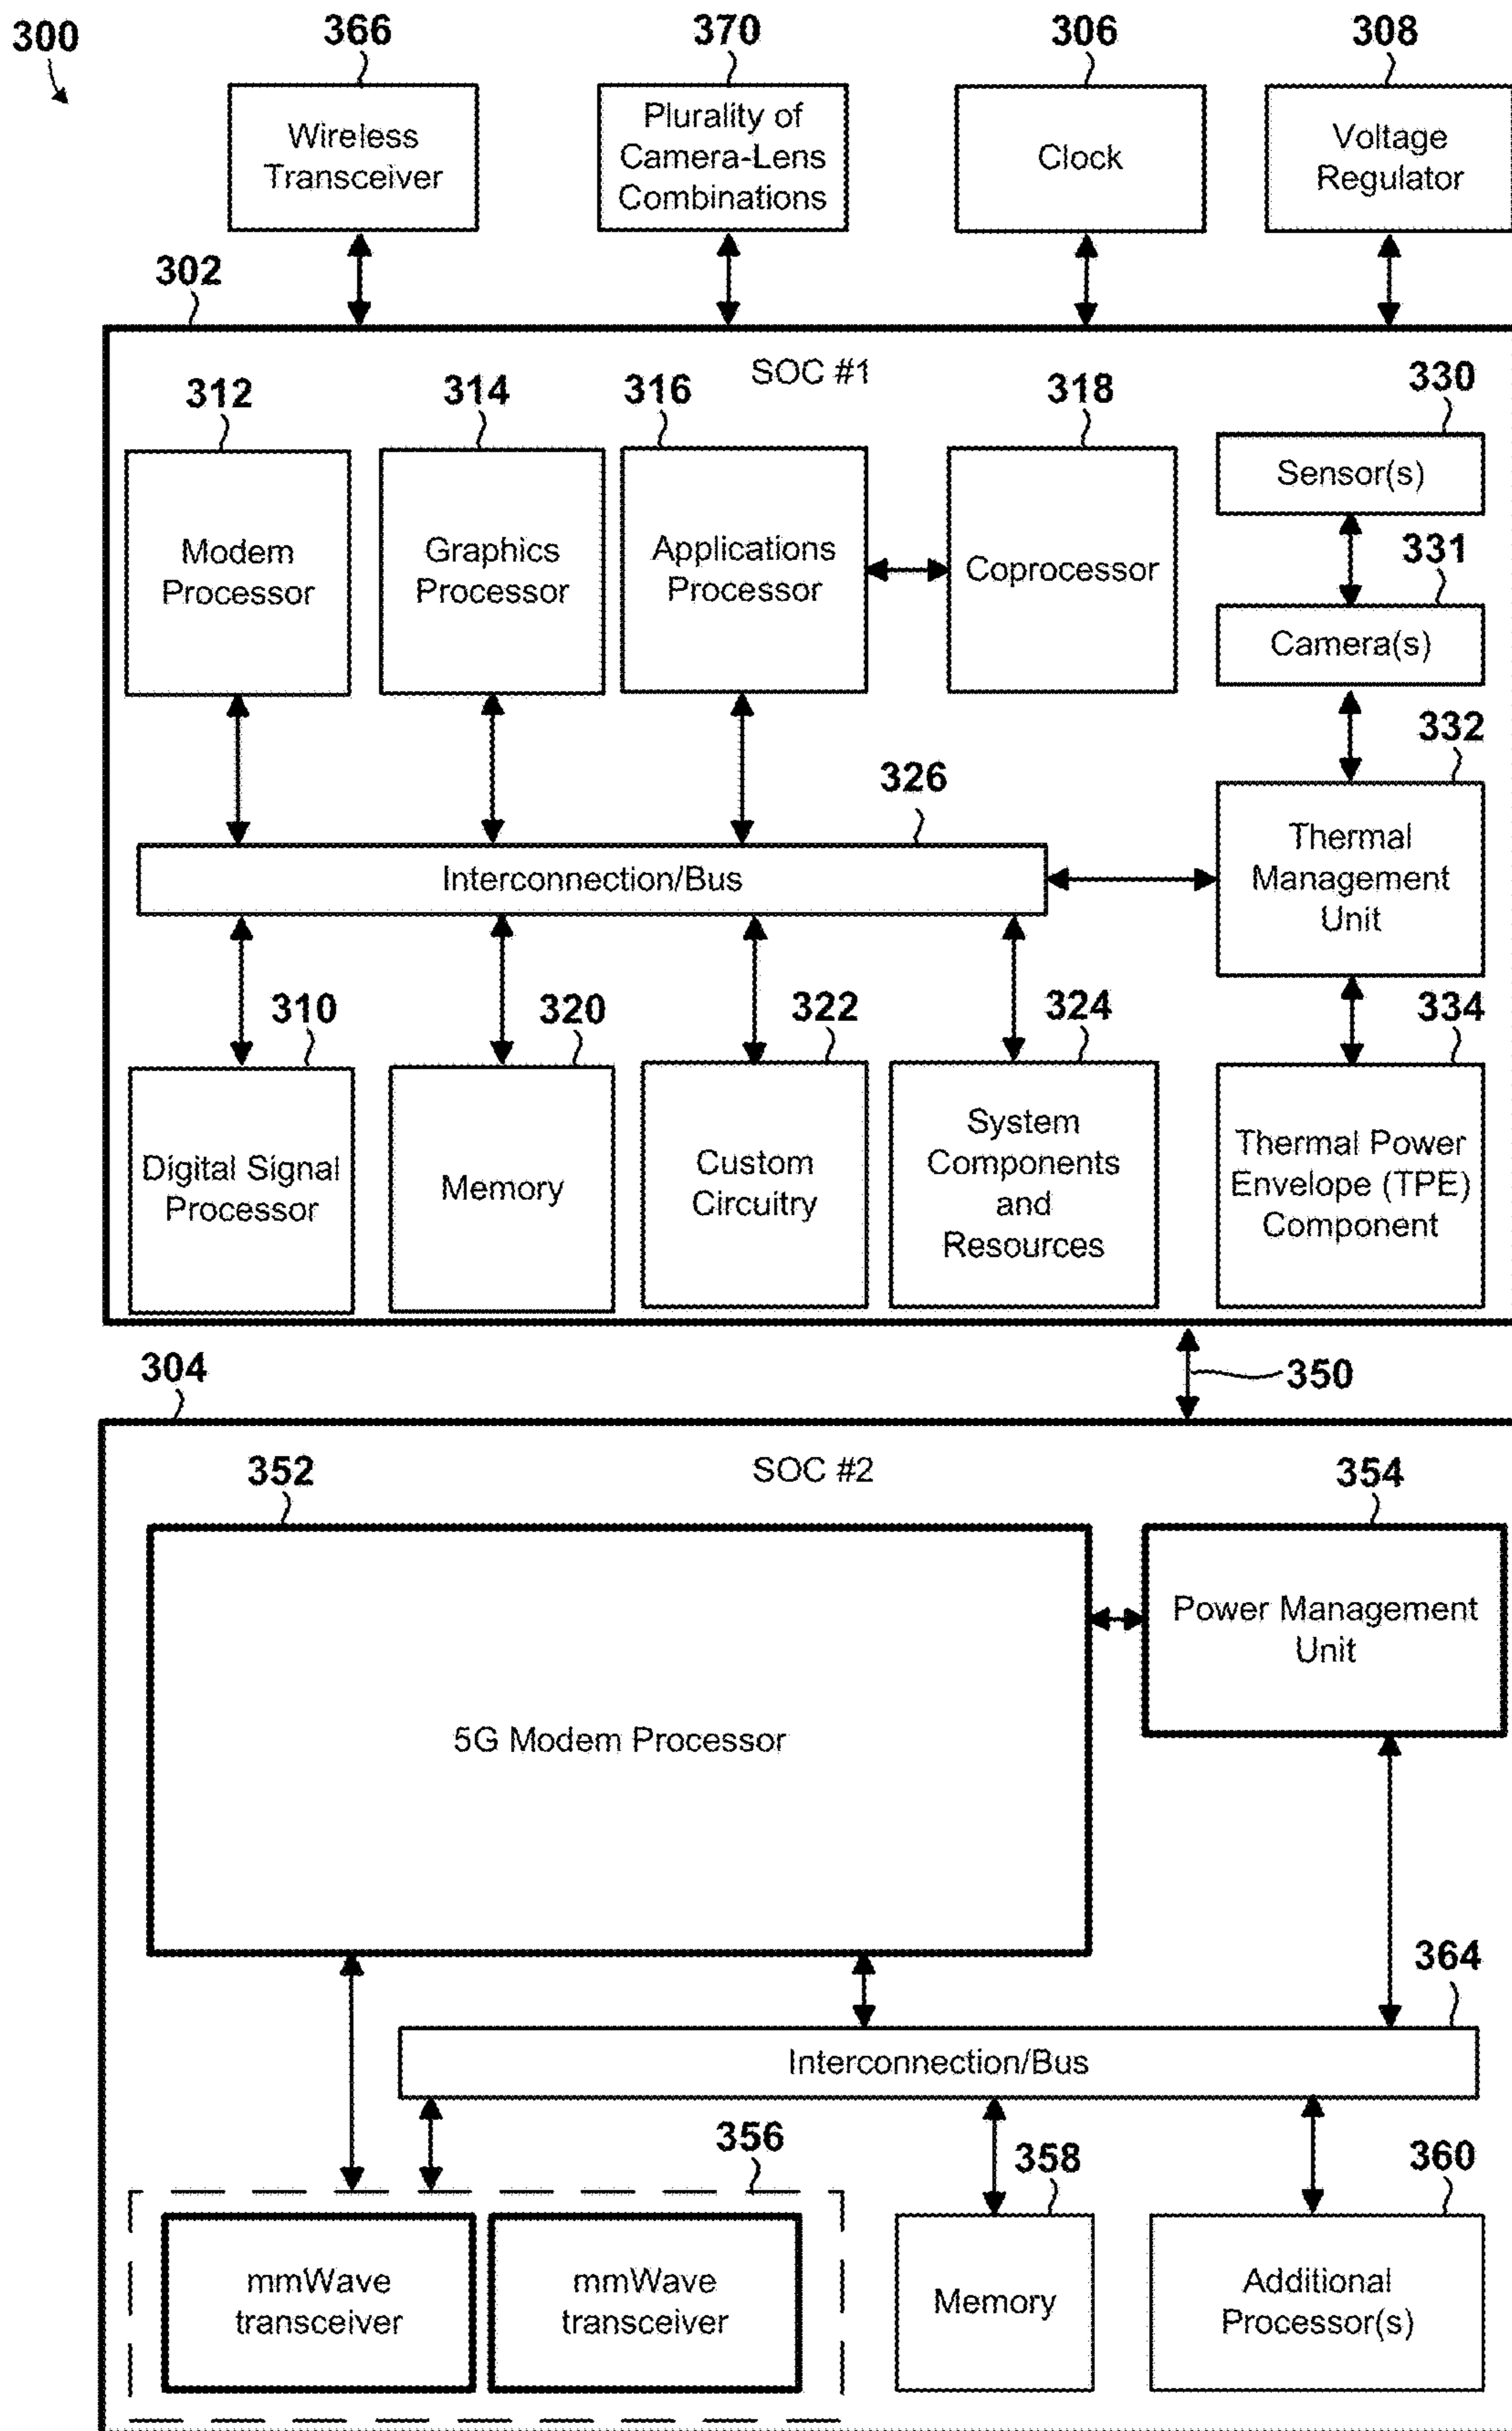 300
366
370
306
308
Wireless
Transceiver
Plurality of
Camera-Lens
Combinations
Clock
Voltage
Regulator
302
SOC #1
312
314
316
318
330
Modem
Processor
Graphics
Processor
Applications
Processor
Coprocessor
Sensor(s)
331
Camera(s)
332
326
Interconnection/Bus
Thermal
Management
Unit
310
320
322
324
334
Digital Signal
Processor
Memory
Custom
Circuitry
System
Components
and
Resources
Thermal Power
Envelope (TPE)
Component
350
304
SOC #2
352
354
5G Modem Processor
Power Management
Unit
364
Interconnection/Bus
356
358
360
mmWave
transceiver
mmWave
transceiver
Memory
Additional
Processor(s)